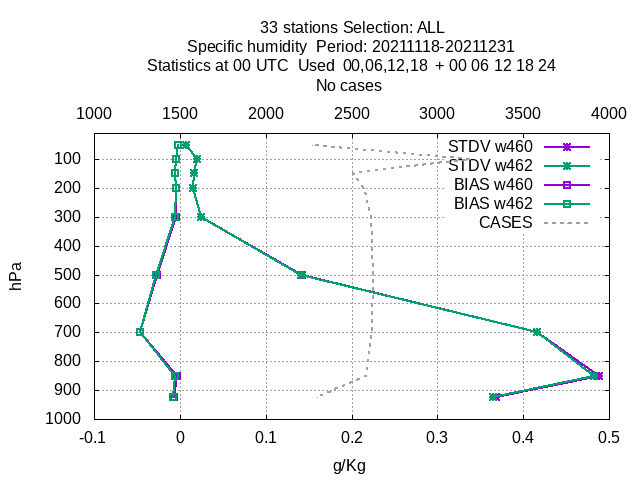 33 stations Selection: ALL
Specific humidity  Period: 20211118-20211231
Statistics at 00 UTC  Used  00,06,12,18  + 00 06 12 18 24
No cases
1000 1500 2000 2500 3000 3500 4000
STDV w460
STDV w462
BIAS w460
BIAS w462
CASES
100
200
300
400
500
600
700
800
900
1000
hPa
-0.1 0 0.1 0.2 0.3 0.4 0.5
g/Kg